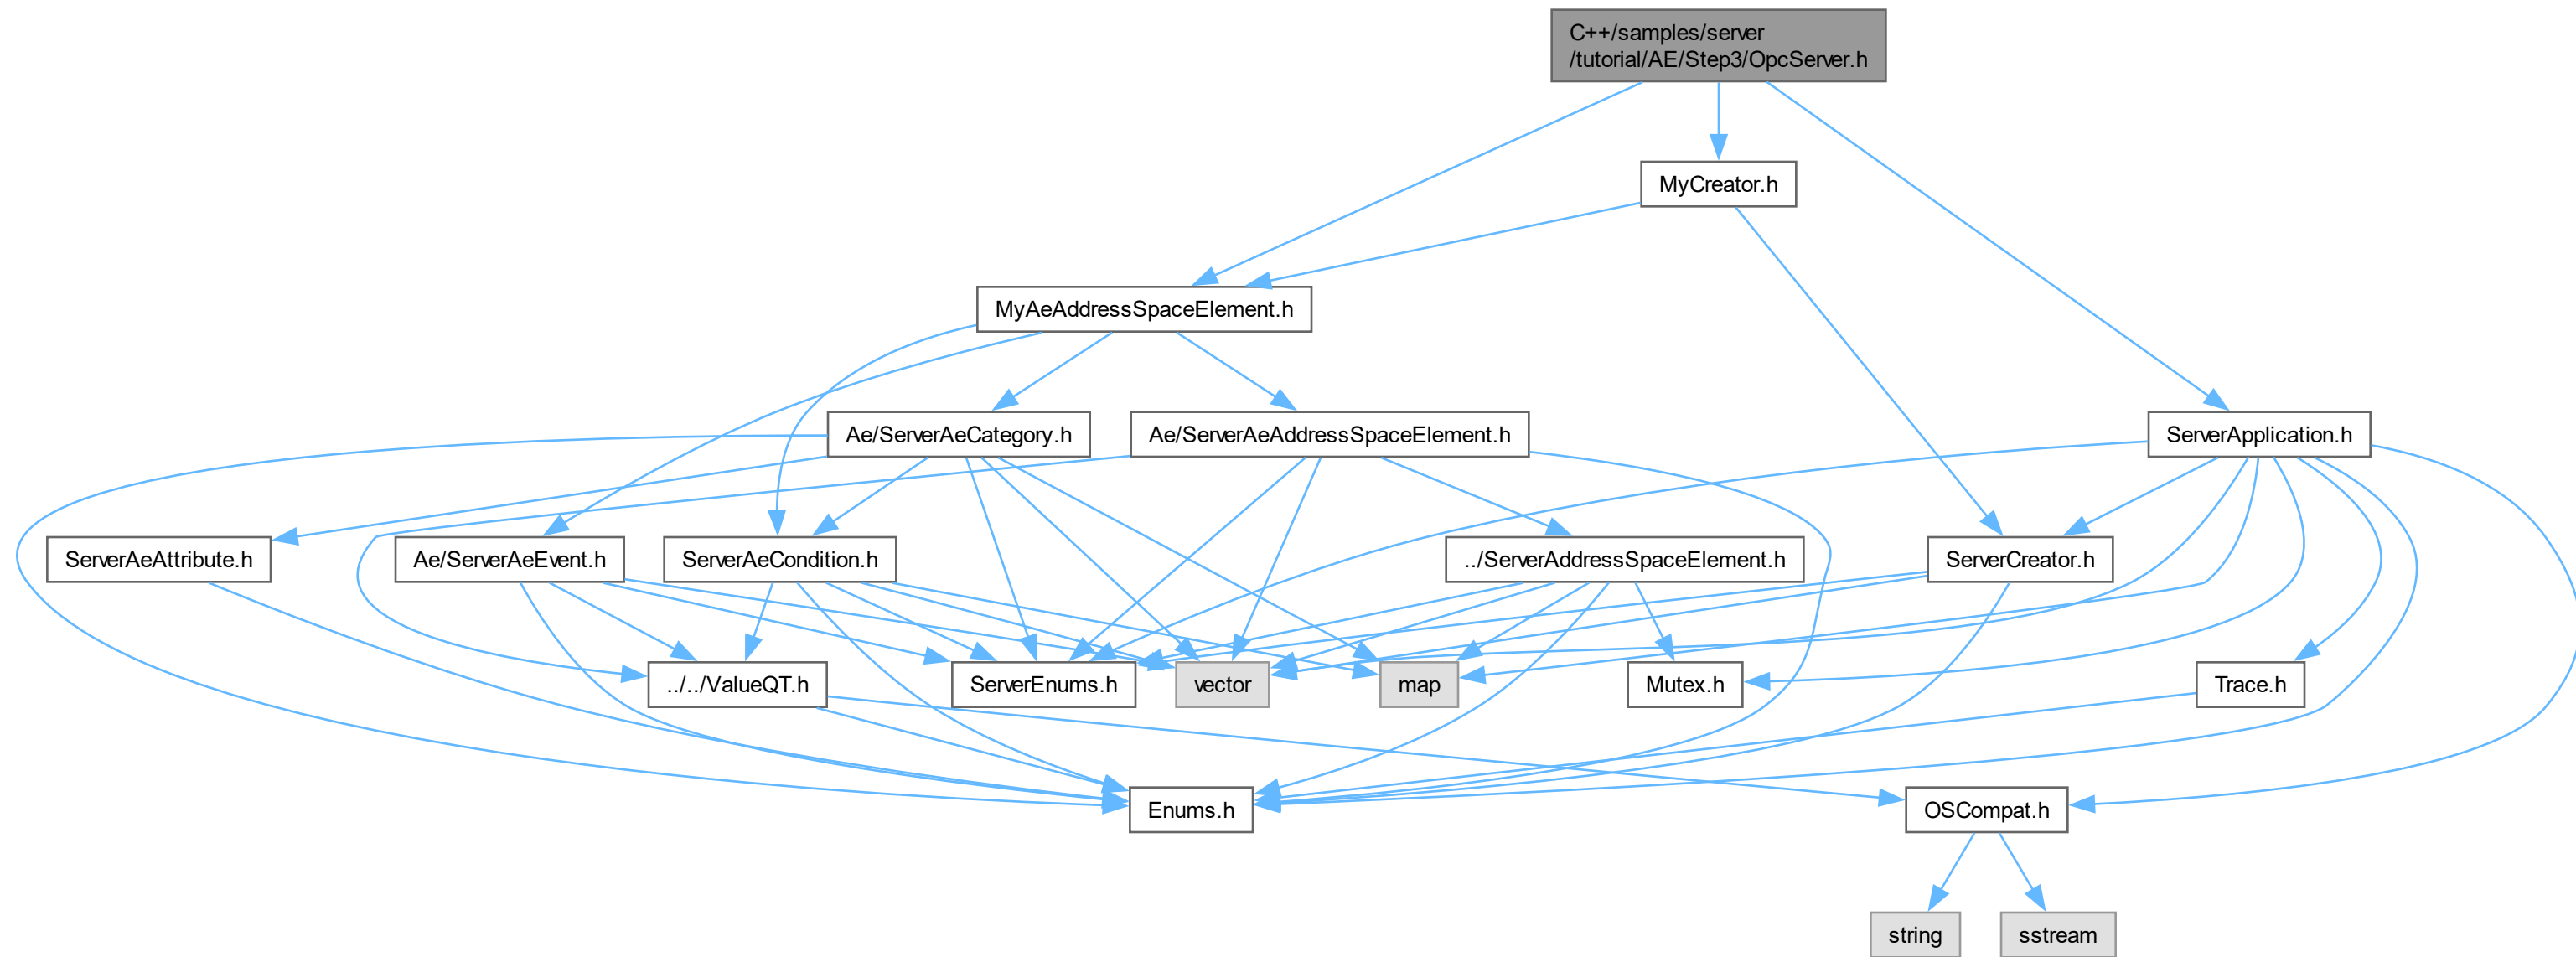 C++/samples/server
/tutorial/AE/Step3/OpcServer.h
MyCreator.h
MyAeAddressSpaceElement.h
Ae/ServerAeCategory.h
Ae/ServerAeAddressSpaceElement.h
ServerApplication.h
ServerAeAttribute.h
Ae/ServerAeEvent.h
ServerAeCondition.h
../ServerAddressSpaceElement.h
ServerCreator.h
../../ValueQT.h
ServerEnums.h
vector
map
Mutex.h
Trace.h
Enums.h
OSCompat.h
string
sstream